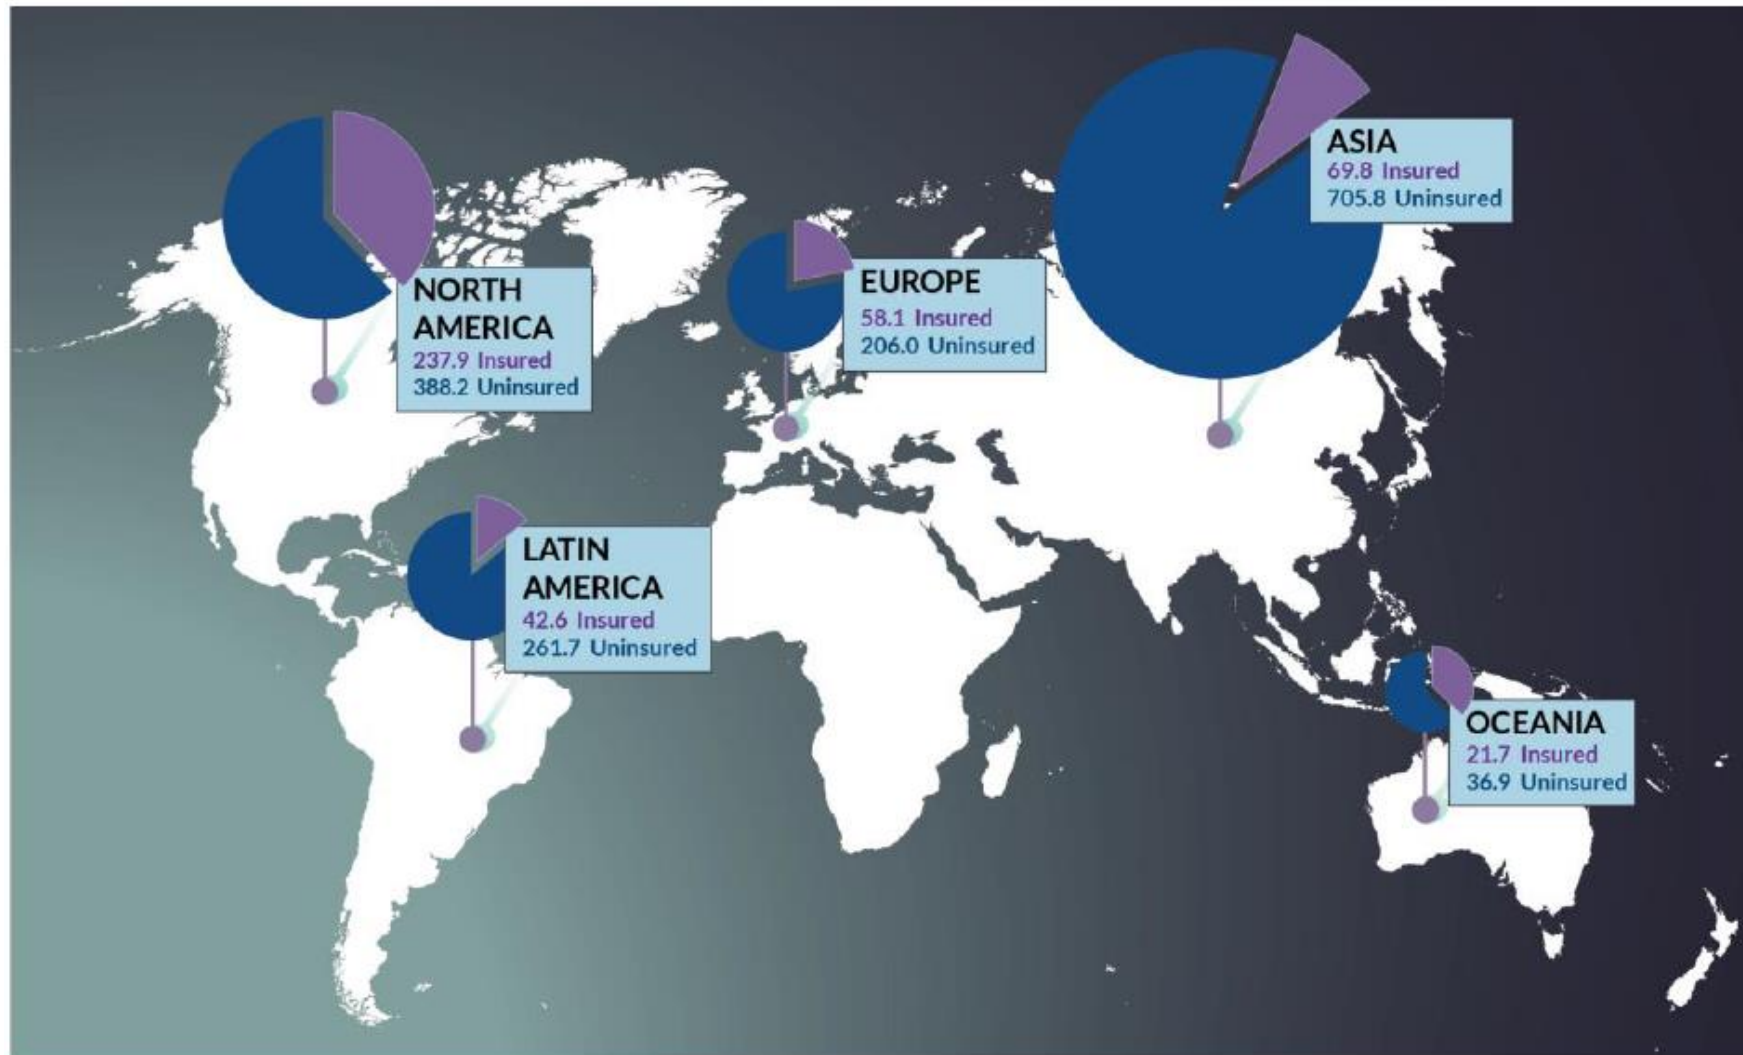 NORTH
AMERICA
237.9 Insured
388.2 Uninsured
LATIN
AMERICA
42.6 Insured
261.7 Uninsured
EUROPE
58.1 Insured
206.0 Uninsured
ASIA
69.8 Insured
705.8 Uninsured
OCEANIA
21.7 Insured
36.9 Uninsured